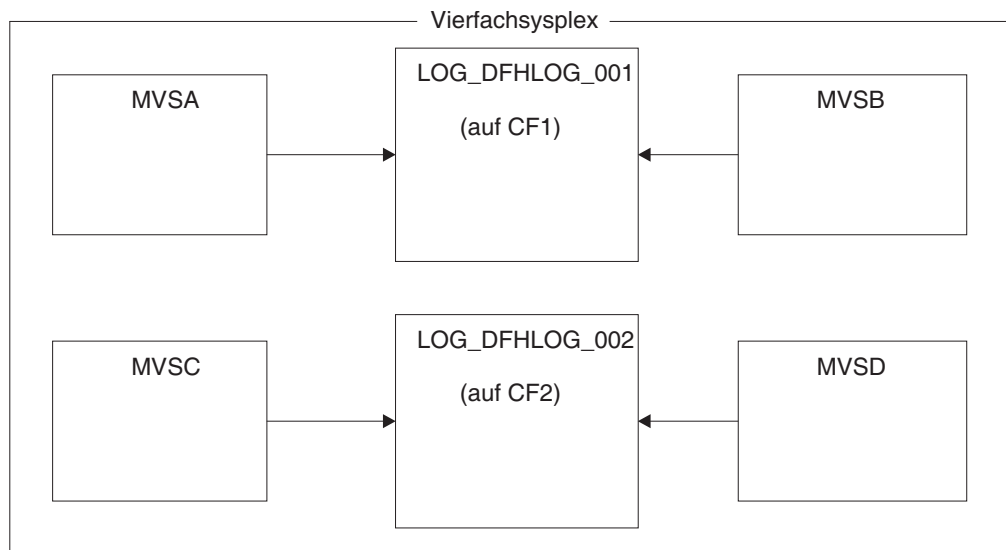 Vierfachsysplex
MVSA
LOG_DFHLOG_001
(auf CF1)
MVSB
MVSC
LOG_DFHLOG_002
(auf CF2)
MVSD